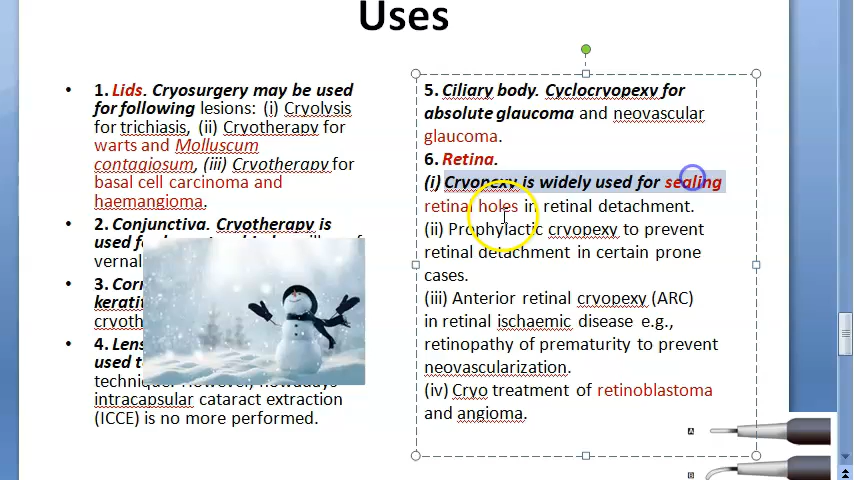 Uses
• 1. Lids. Cryosurgery may be used
for following lesions: (i) Cryolysis
for trichiasis, (ii) Cryotherapy for
warts and Molluscum
contagiosum, (iii) Cryotherapy for
basal cell carcinoma and
haemangioma.
• 2. Conjunctiva. Cryotherapy is
used f
vernal
• 3. Corn
keratit
cryoth
• 4. Lens
used t
intracapsular cataract extraction
(ICCE) is no more performed.
5. Ciliary body. Cyclocryopexy for
absolute glaucoma and neovascular
glaucoma.
6. Retina.
(i) Cryopexy is widely used for sealing
retinal holes in retinal detachment.
(ii) Prophylactic cryopexy to prevent
retinal detachment in certain prone
cases.
(iii) Anterior retinal cryopexy (ARC)
in retinal ischaemic disease e.g.,
retinopathy of prematurity to prevent
neovascularization.
(iv) Cryo treatment of retinoblastoma
and angioma.
A
B